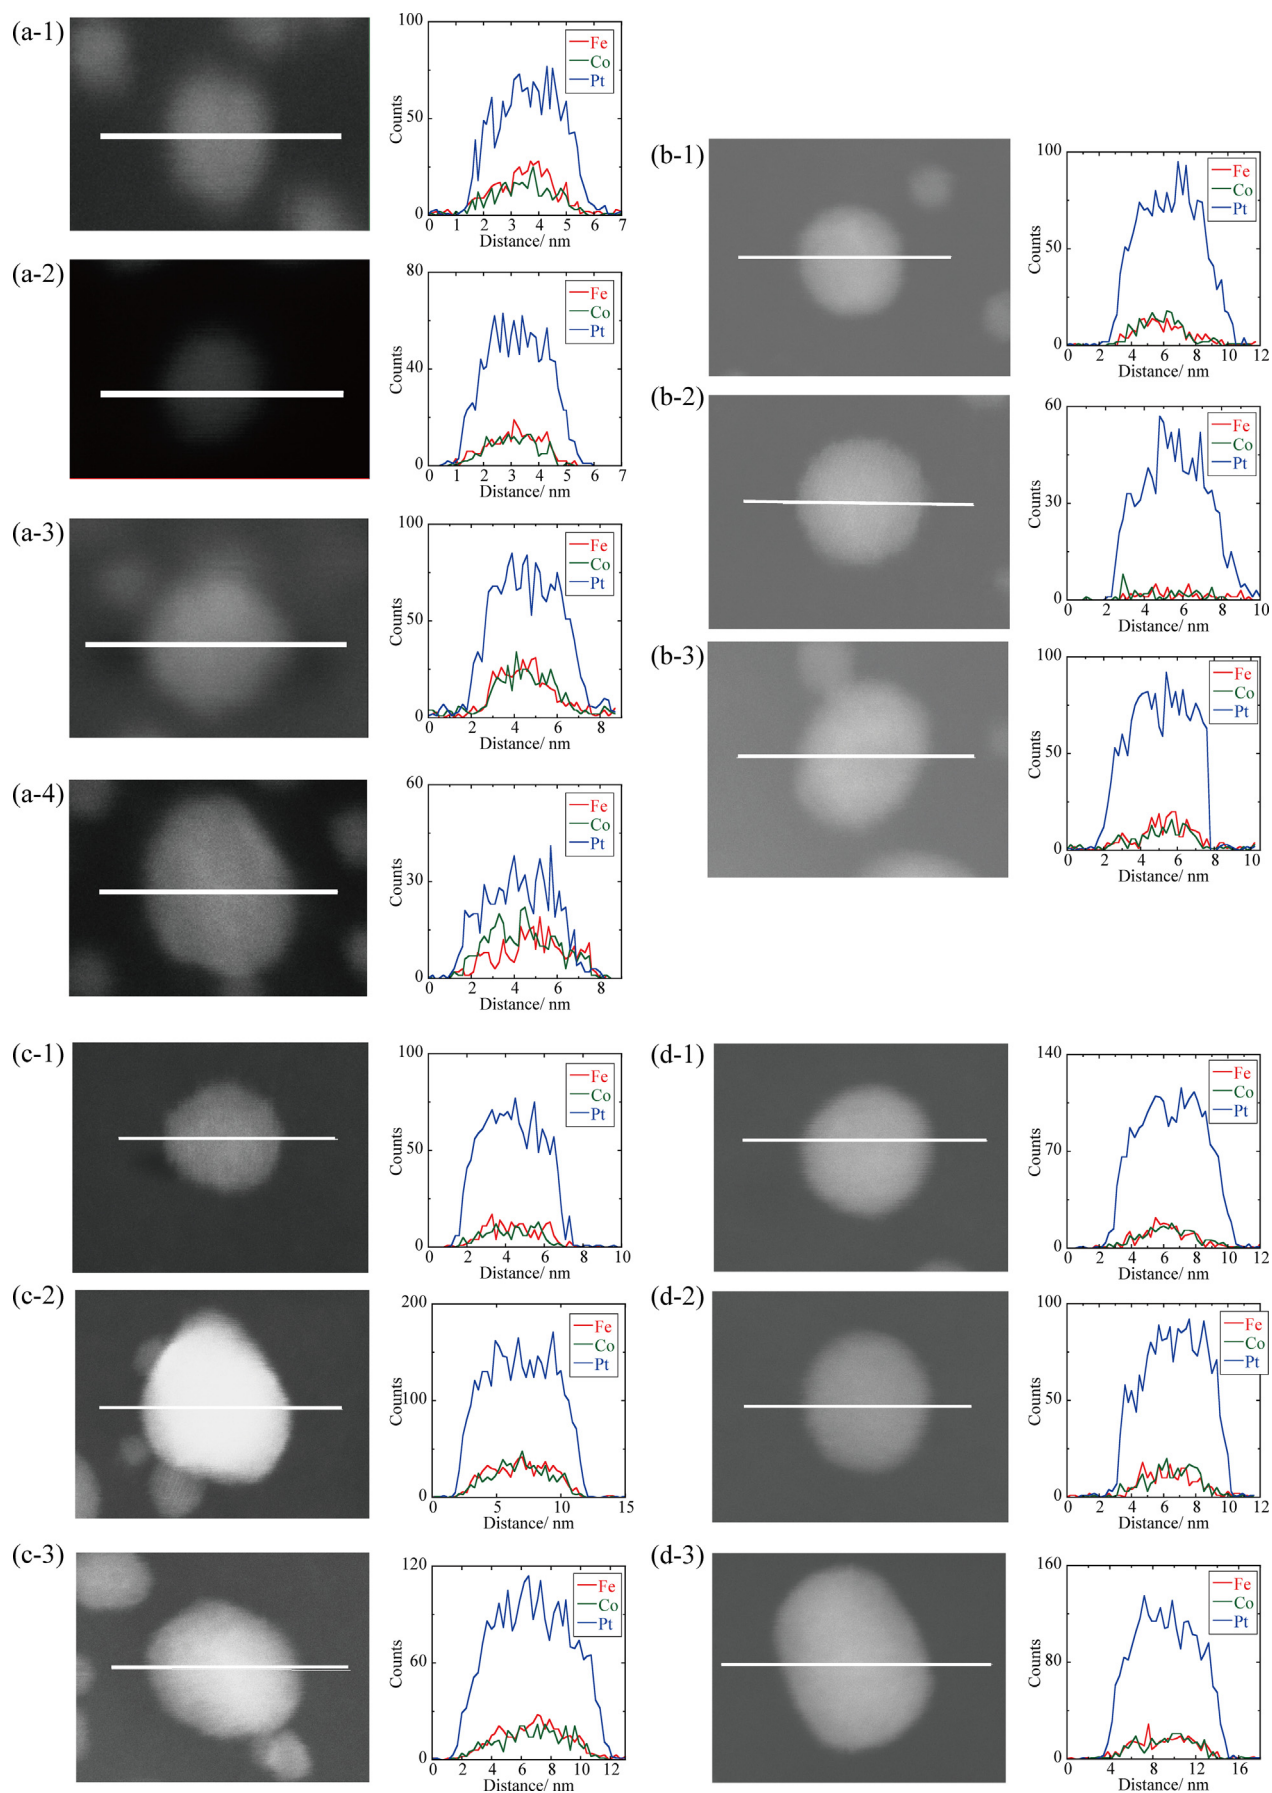 (a-1)
100
50
0
Counts
Fe
Co
Pt
0 1 2 3 4 5 6 7
Distance/ nm
(a-2)
80
40
0
Counts
Fe
Co
Pt
0 1 2 3 4 5 6 7
Distance/ nm
(a-3)
100
50
0
Counts
Fe
Co
Pt
0 2 4 6 8
Distance/ nm
(a-4)
60
30
0
Counts
Fe
Co
Pt
0 2 4 6 8
Distance/ nm
(b-1)
100
50
0
Counts
Fe
Co
Pt
0 2 4 6 8 10 12
Distance/ nm
(b-2)
60
30
0
Counts
Fe
Co
Pt
0 2 4 6 8 10
Distance/ nm
(b-3)
100
50
0
Counts
Fe
Co
Pt
0 2 4 6 8 10
Distance/ nm
(c-1)
100
50
0
Counts
Fe
Co
Pt
0 2 4 6 8 10
Distance/ nm
(c-2)
200
100
0
Counts
Fe
Co
Pt
0 5 10 15
Distance/ nm
(c-3)
120
60
0
Counts
Fe
Co
Pt
0 2 4 6 8 10 12
Distance/ nm
(d-1)
140
70
0
Counts
Fe
Co
Pt
0 2 4 6 8 10 12
Distance/ nm
(d-2)
100
50
0
Counts
Fe
Co
Pt
0 2 4 6 8 10 12
Distance/ nm
(d-3)
160
80
0
Counts
Fe
Co
Pt
0 4 8 12 16
Distance/ nm